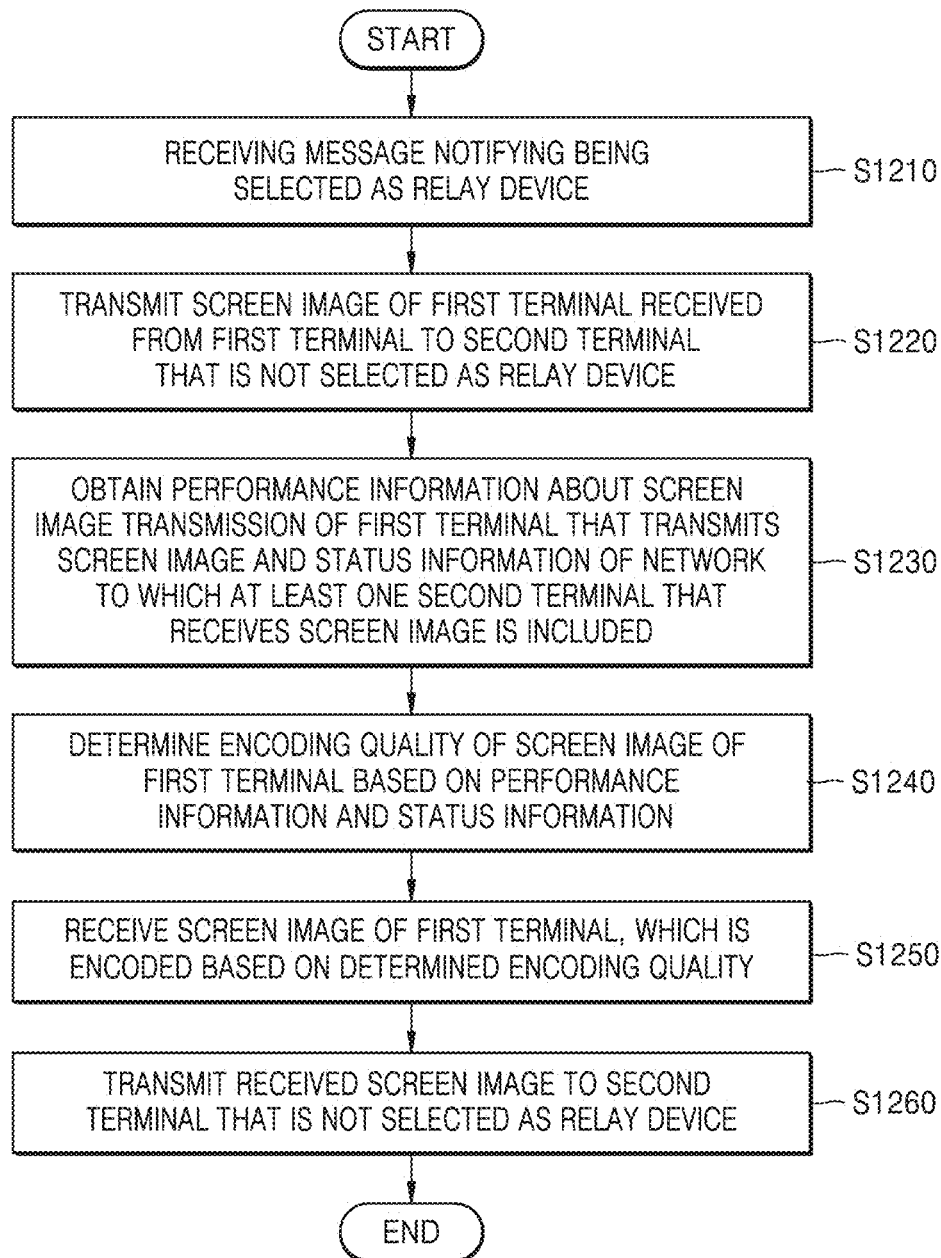 START
RECEIVING MESSAGE NOTIFYING BEING
SELECTED AS RELAY DEVICE
S1210
TRANSMIT SCREEN IMAGE OF FIRST TERMINAL RECEIVED
FROM FIRST TERMINAL TO SECOND TERMINAL
THAT IS NOT SELECTED AS RELAY DEVICE
S1220
OBTAIN PERFORMANCE INFORMATION ABOUT SCREEN
IMAGE TRANSMISSION OF FIRST TERMINAL THAT TRANSMITS
SCREEN IMAGE AND STATUS INFORMATION OF NETWORK
TO WHICH AT LEAST ONE SECOND TERMINAL THAT
RECEIVES SCREEN IMAGE IS INCLUDED
S1230
DETERMINE ENCODING QUALITY OF SCREEN IMAGE OF
FIRST TERMINAL BASED ON PERFORMANCE
INFORMATION AND STATUS INFORMATION
S1240
RECEIVE SCREEN IMAGE OF FIRST TERMINAL, WHICH IS
ENCODED BASED ON DETERMINED ENCODING QUALITY
S1250
TRANSMIT RECEIVED SCREEN IMAGE TO SECOND
TERMINAL THAT IS NOT SELECTED AS RELAY DEVICE
S1260
END